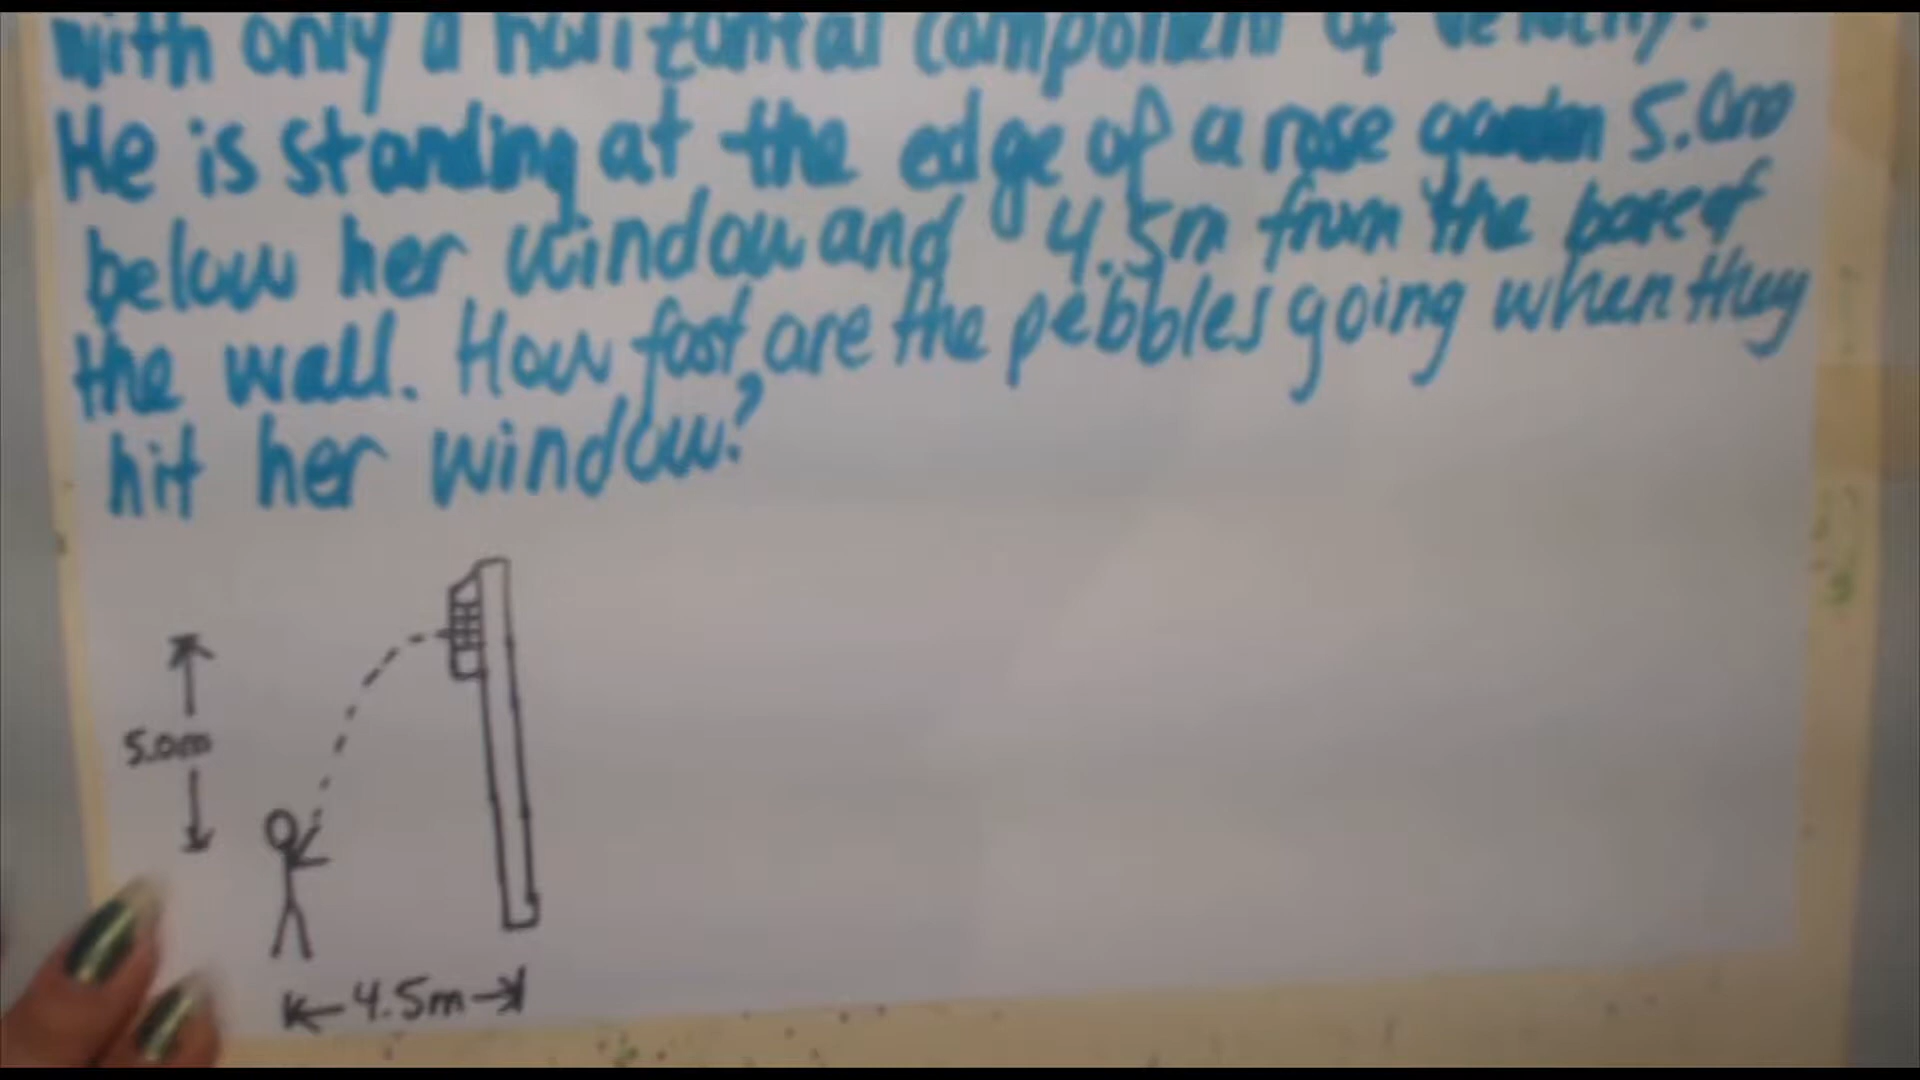 with only a horizontal component of velocity.
He is standing at the edge of a rose garden 5.0m
below her window and 4.5m from the base of
the wall. How fast, are the pebbles going when they
hit her window?
5.0m
4.5m